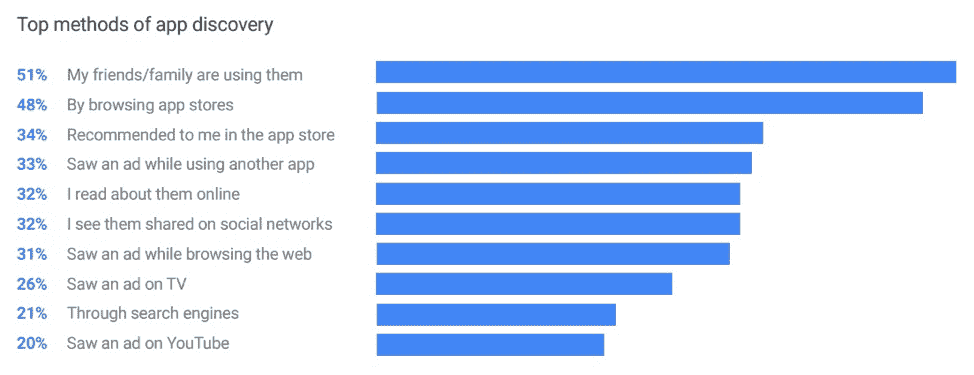 Top methods of app discovery
51% My friends/family are using them
48% By browsing app stores
34% Recommended to me in the app store
33% Saw an ad while using another app
32% I read about them online
32% I see them shared on social networks
31% Saw an ad while browsing the web
26% Saw an ad on TV
21% Through search engines
20% Saw an ad on YouTube